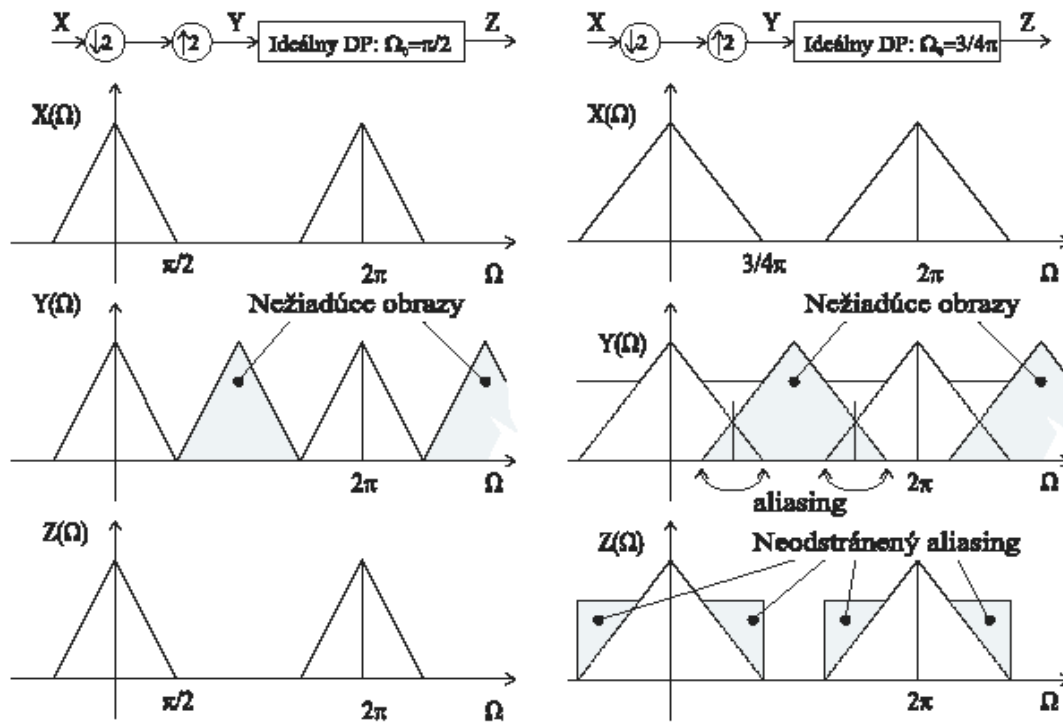 X ↓2 ↑2 Y Ideálny DP: Ω₀=π/2 Z
X(Ω)
π/2 2π Ω
Y(Ω) Nežiadúce obrazy
2π Ω
Z(Ω)
π/2 2π Ω
X ↓2 ↑2 Y Ideálny DP: Ω₀=3/4π Z
X(Ω)
3/4π 2π Ω
Nežiadúce obrazy
Y(Ω)
2π Ω
aliasing
Z(Ω) Neodstránený aliasing
2π Ω